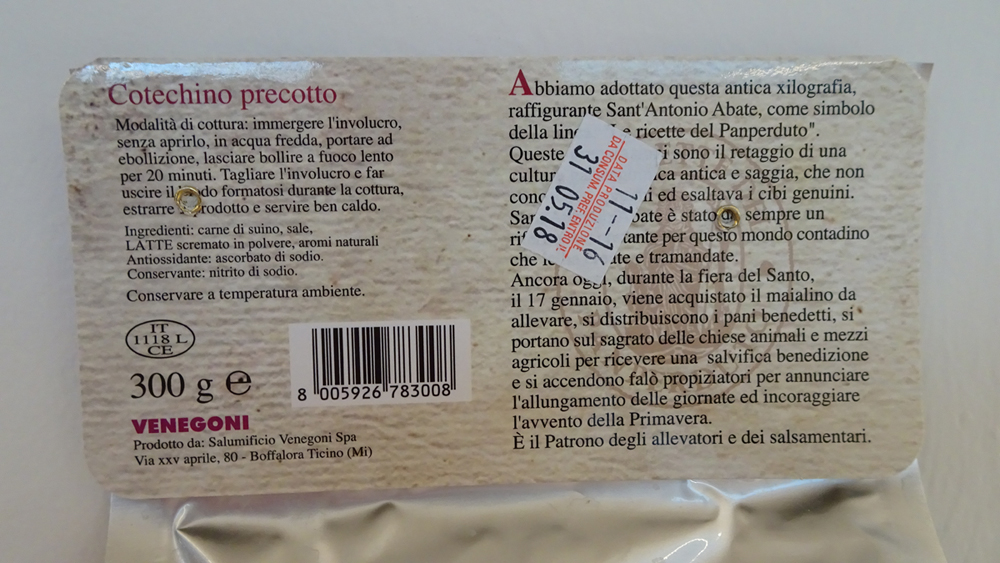 Cotechino precotto
Modalità di cottura: immergere l'involucro,
senza aprirlo, in acqua fredda, portare ad
ebollizione, lasciare bollire a fuoco lento
per 20 minuti. Tagliare l'involucro e far
uscire il formatosi durante la cottura,
estrarre servire ben caldo.
Ingredienti: carne di suino, sale,
LATTE scremato in polvere, aromi naturali
Antiossidante: ascorbato di sodio.
Conservante: nitrito di sodio.
Conservare a temperatura ambiente.
IT
1118 L
CE
300 g ℮
8 005926 783008
VENEGONI
Prodotto da: Salumificio Venegoni Spa
Via xxv aprile, 80 - Boffalora Ticino (Mi)
Abbiamo adottato questa antica xilografia,
raffigurante Sant'Antonio Abate, come simbolo
della ricette del Panperduto".
Queste sono il retaggio di una
antica e saggia, che non
ed esaltava i cibi genuini.
è stato sempre un
per questo mondo contadino
che e tramandate.
Ancora oggi, durante la fiera del Santo,
il 17 gennaio, viene acquistato il maialino da
allevare, si distribuiscono i pani benedetti, si
portano sul sagrato delle chiese animali e mezzi
agricoli per ricevere una salvifica benedizione
e si accendono falò propiziatori per annunciare
l'allungamento delle giornate ed incoraggiare
l'avvento della Primavera.
È il Patrono degli allevatori e dei salsamentari.
DATA PRODUZIONE
11--16
DA CONSUM. PREF. ENTRO IL
31 05.18